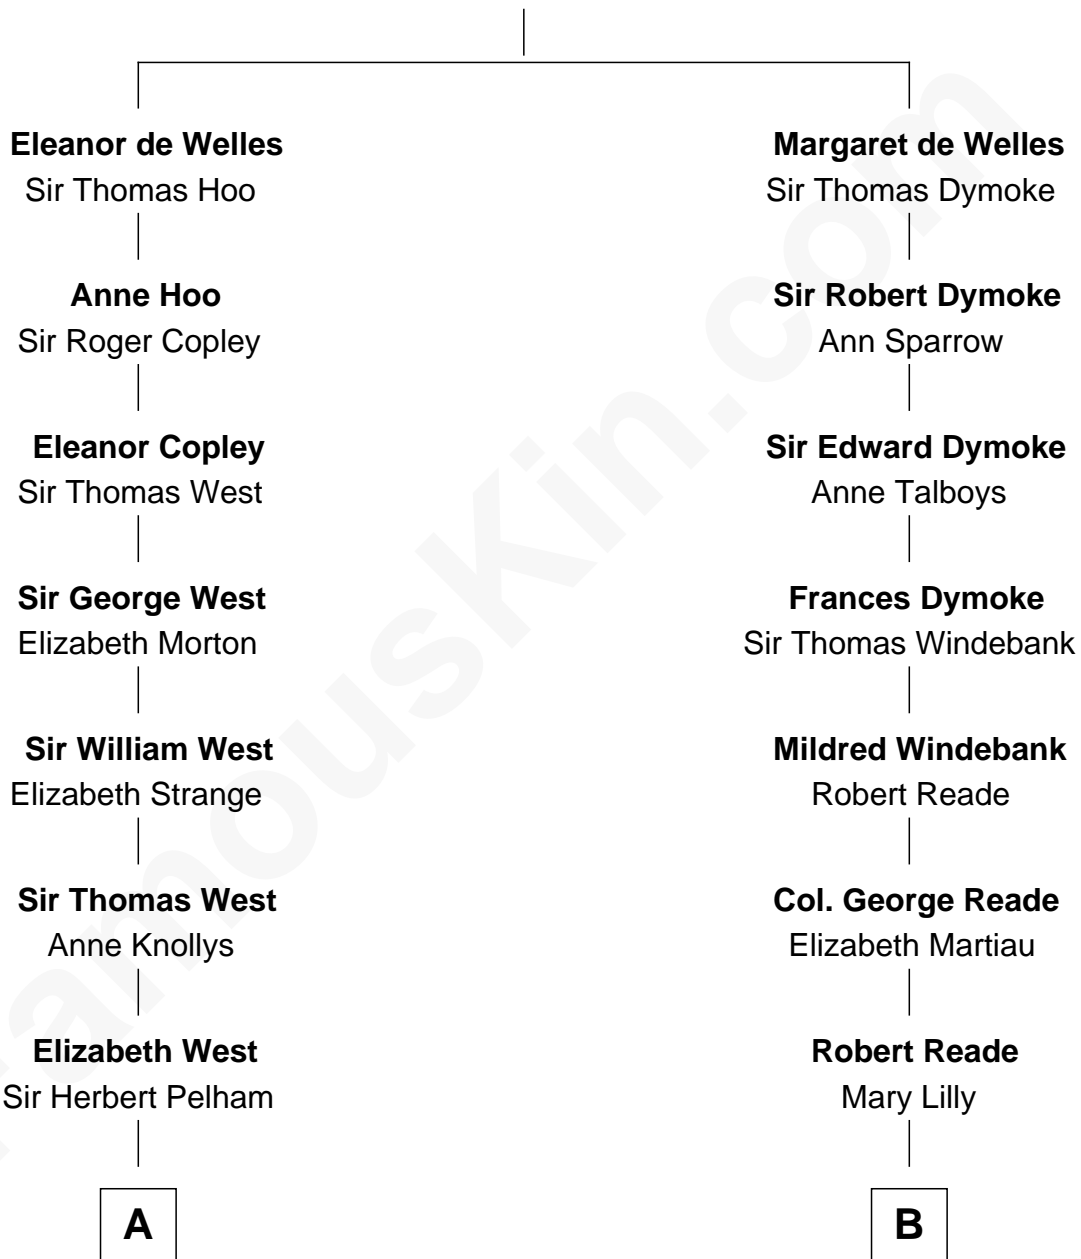 Eleanor de Welles
Sir Thomas Hoo
Anne Hoo
Sir Roger Copley
Eleanor Copley
Sir Thomas West
Sir George West
Elizabeth Morton
Sir William West
Elizabeth Strange
Sir Thomas West
Anne Knollys
Elizabeth West
Sir Herbert Pelham
A
Margaret de Welles
Sir Thomas Dymoke
Sir Robert Dymoke
Ann Sparrow
Sir Edward Dymoke
Anne Talboys
Frances Dymoke
Sir Thomas Windebank
Mildred Windebank
Robert Reade
Col. George Reade
Elizabeth Martiau
Robert Reade
Mary Lilly
B
FamousKin.com